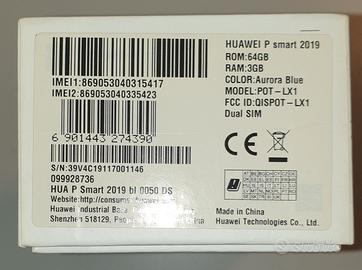 HUAWEI P smart 2019
ROM:64GB
RAM:3GB
COLOR:Aurora Blue
MODEL:POT-LX1
FCC ID:QISPOT-LX1
Dual SIM
IMEI1:869053040315417
IMEI2:869053040335423
6 901443 274390
S/N:39V4C19117001146
099928736
HUA P Smart 2019 bl 0050 DS
Website:http://consum
Huawei Industrial Ba
Shenzhen 518129, Peop
CE
Made in China
Huawei Technologies Co., Ltd.